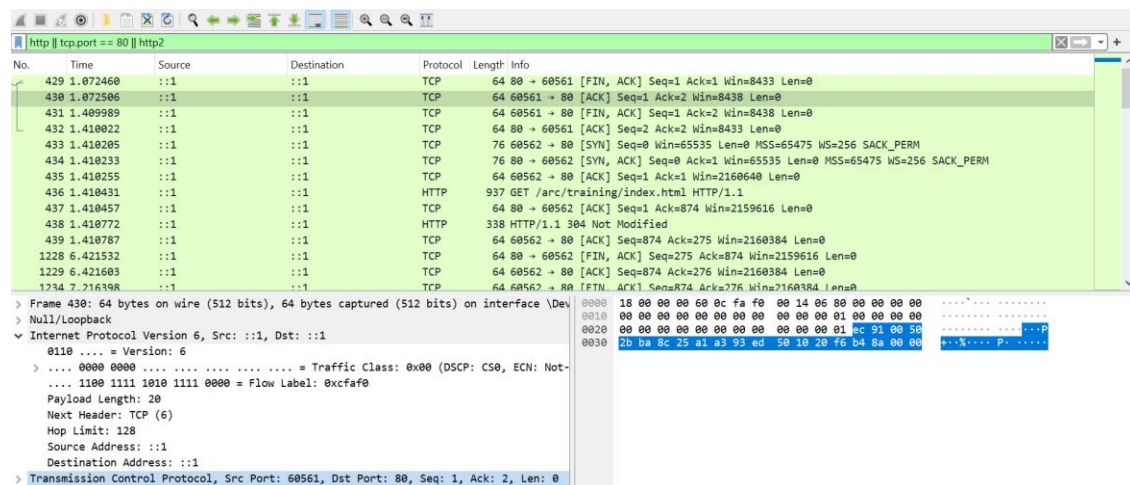 http || tcp.port == 80 || http2
No. Time Source Destination Protocol Length Info
429 1.072460 ::1 ::1 TCP 64 80 → 60561 [FIN, ACK] Seq=1 Ack=1 Win=8433 Len=0
430 1.072506 ::1 ::1 TCP 64 60561 → 80 [ACK] Seq=1 Ack=2 Win=8438 Len=0
431 1.409989 ::1 ::1 TCP 64 60561 → 80 [FIN, ACK] Seq=1 Ack=2 Win=8438 Len=0
432 1.410022 ::1 ::1 TCP 64 80 → 60561 [ACK] Seq=2 Ack=2 Win=8433 Len=0
433 1.410205 ::1 ::1 TCP 76 60562 → 80 [SYN] Seq=0 Win=65535 Len=0 MSS=65475 WS=256 SACK_PERM
434 1.410233 ::1 ::1 TCP 76 80 → 60562 [SYN, ACK] Seq=0 Ack=1 Win=65535 Len=0 MSS=65475 WS=256 SACK_PERM
435 1.410255 ::1 ::1 TCP 64 60562 → 80 [ACK] Seq=1 Ack=1 Win=2160640 Len=0
436 1.410431 ::1 ::1 HTTP 937 GET /arc/training/index.html HTTP/1.1
437 1.410457 ::1 ::1 TCP 64 80 → 60562 [ACK] Seq=1 Ack=874 Win=2159616 Len=0
438 1.410772 ::1 ::1 HTTP 338 HTTP/1.1 304 Not Modified
439 1.410787 ::1 ::1 TCP 64 60562 → 80 [ACK] Seq=874 Ack=275 Win=2160384 Len=0
1228 6.421532 ::1 ::1 TCP 64 80 → 60562 [FIN, ACK] Seq=275 Ack=874 Win=2159616 Len=0
1229 6.421603 ::1 ::1 TCP 64 60562 → 80 [ACK] Seq=874 Ack=276 Win=2160384 Len=0
1234 7.216398 ::1 ::1 TCP 64 60562 → 80 [FIN, ACK] Seq=874 Ack=276 Win=2160384 Len=0
> Frame 430: 64 bytes on wire (512 bits), 64 bytes captured (512 bits) on interface \Dev
> Null/Loopback
Internet Protocol Version 6, Src: ::1, Dst: ::1
0110 .... = Version: 6
> .... 0000 0000 .... .... .... .... .... = Traffic Class: 0x00 (DSCP: CS0, ECN: Not-
.... 1100 1111 1010 1111 0000 = Flow Label: 0xcfaf0
Payload Length: 20
Next Header: TCP (6)
Hop Limit: 128
Source Address: ::1
Destination Address: ::1
> Transmission Control Protocol, Src Port: 60561, Dst Port: 80, Seq: 1, Ack: 2, Len: 0
0000 18 00 00 00 60 0c fa f0 00 14 06 80 00 00 00 00 ····`··· ········
0010 00 00 00 00 00 00 00 00 00 00 00 01 00 00 00 00 ········ ········
0020 00 00 00 00 00 00 00 00 00 00 00 01 ec 91 00 50 ········ ·······P
0030 2b ba 8c 25 a1 a3 93 ed 50 10 20 f6 b4 8a 00 00 +··%···· P· ·····